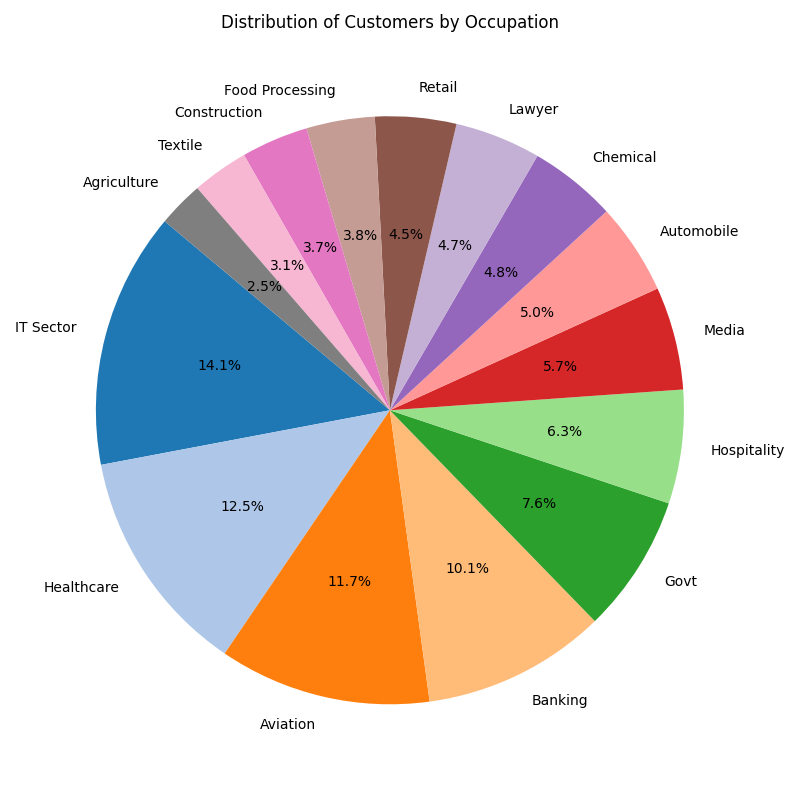 Distribution of Customers by Occupation
Food Processing
Retail
Construction
Lawyer
Textile
Chemical
Agriculture
Automobile
IT Sector
Media
Hospitality
Healthcare
Govt
Aviation
Banking
3.8%
4.5%
4.7%
3.7%
3.1%
4.8%
2.5%
5.0%
14.1%
5.7%
6.3%
12.5%
7.6%
11.7%
10.1%